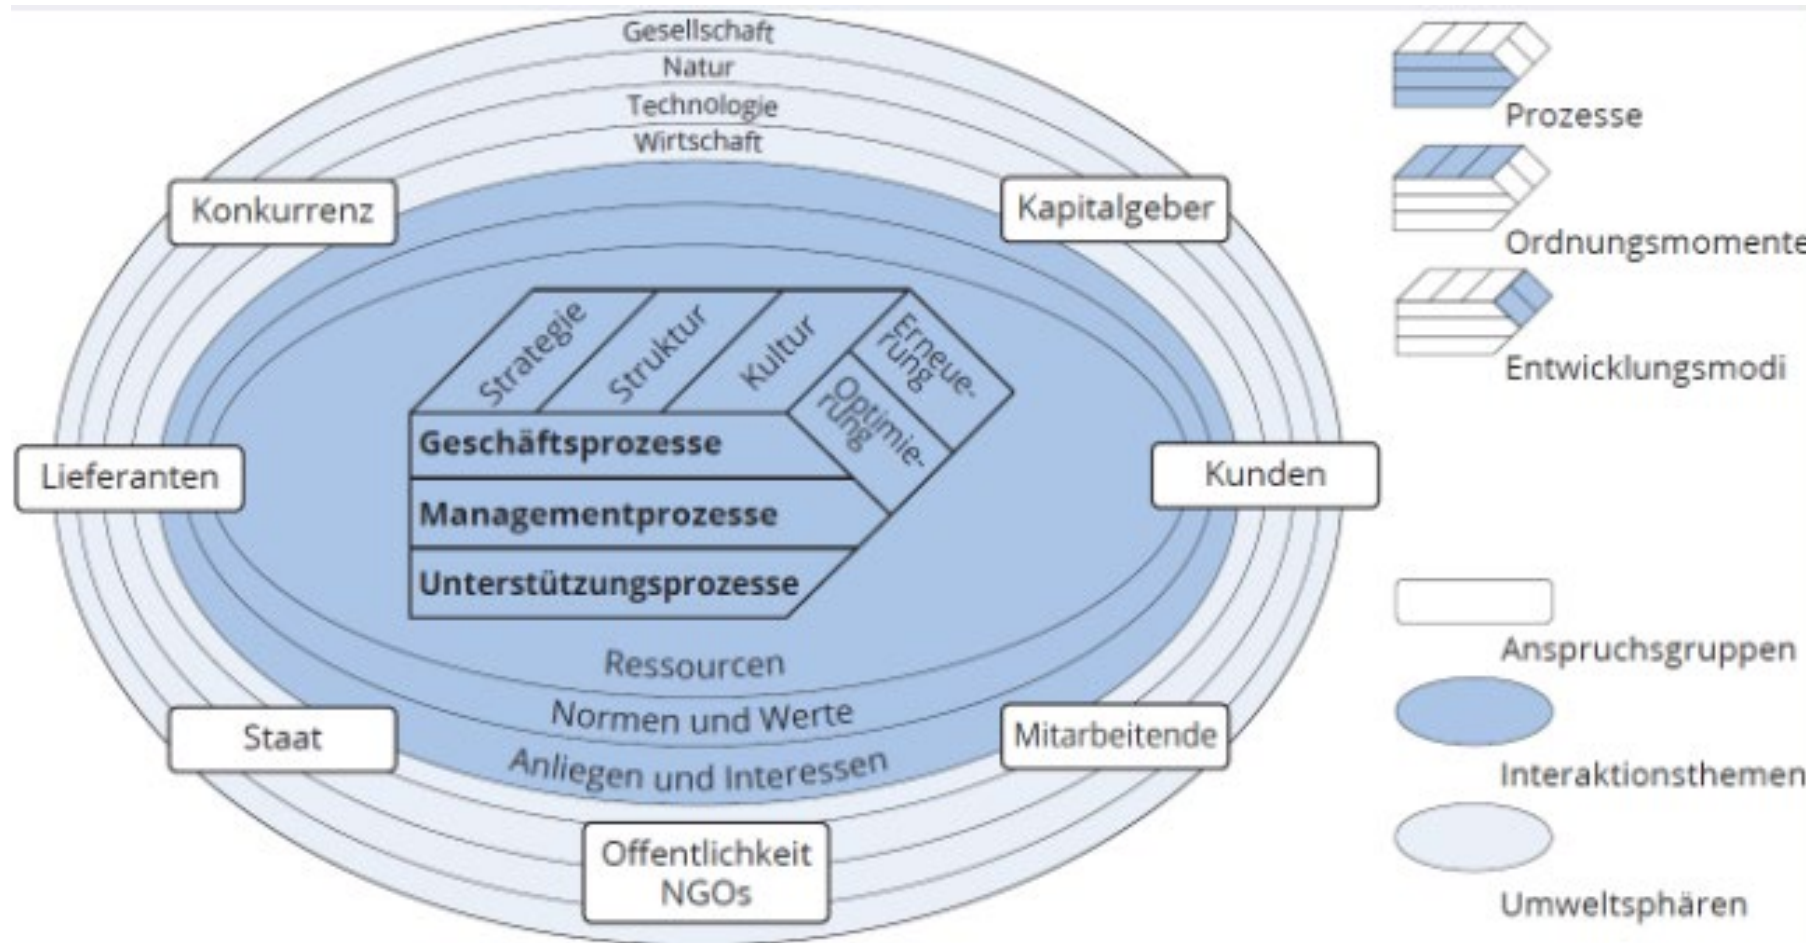 Gesellschaft
Natur
Technologie
Wirtschaft
Konkurrenz
Kapitalgeber
Lieferanten
Kunden
Staat
Mitarbeitende
Offentlichkeit
NGOs
Strategie
Struktur
Kultur
Erneue-
rung
Optimie-
rung
Geschäftsprozesse
Managementprozesse
Unterstützungsprozesse
Ressourcen
Normen und Werte
Anliegen und Interessen
Prozesse
Ordnungsmomente
Entwicklungsmodi
Anspruchsgruppen
Interaktionsthemen
Umweltsphären